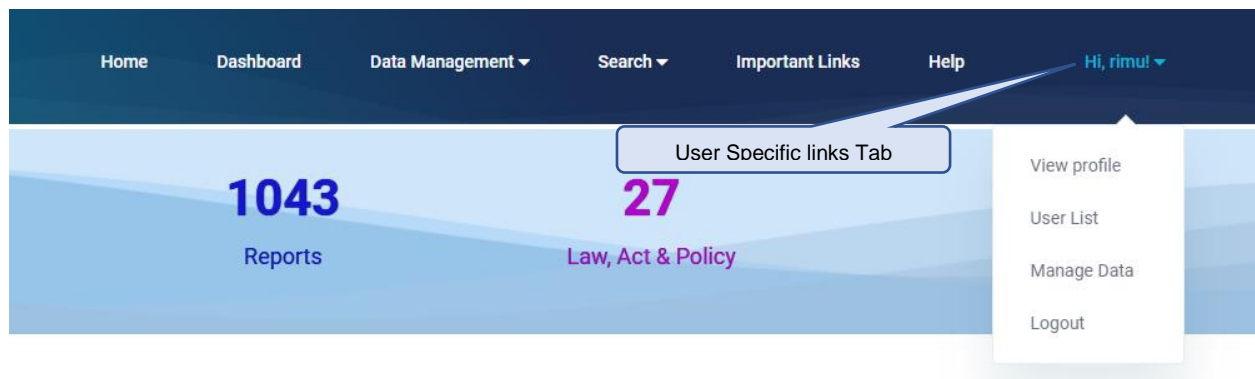 Home Dashboard Data Management Search Important Links Help Hi, rimu!
User Specific links Tab
View profile
1043 27
User List
Reports Law, Act & Policy
Manage Data
Logout